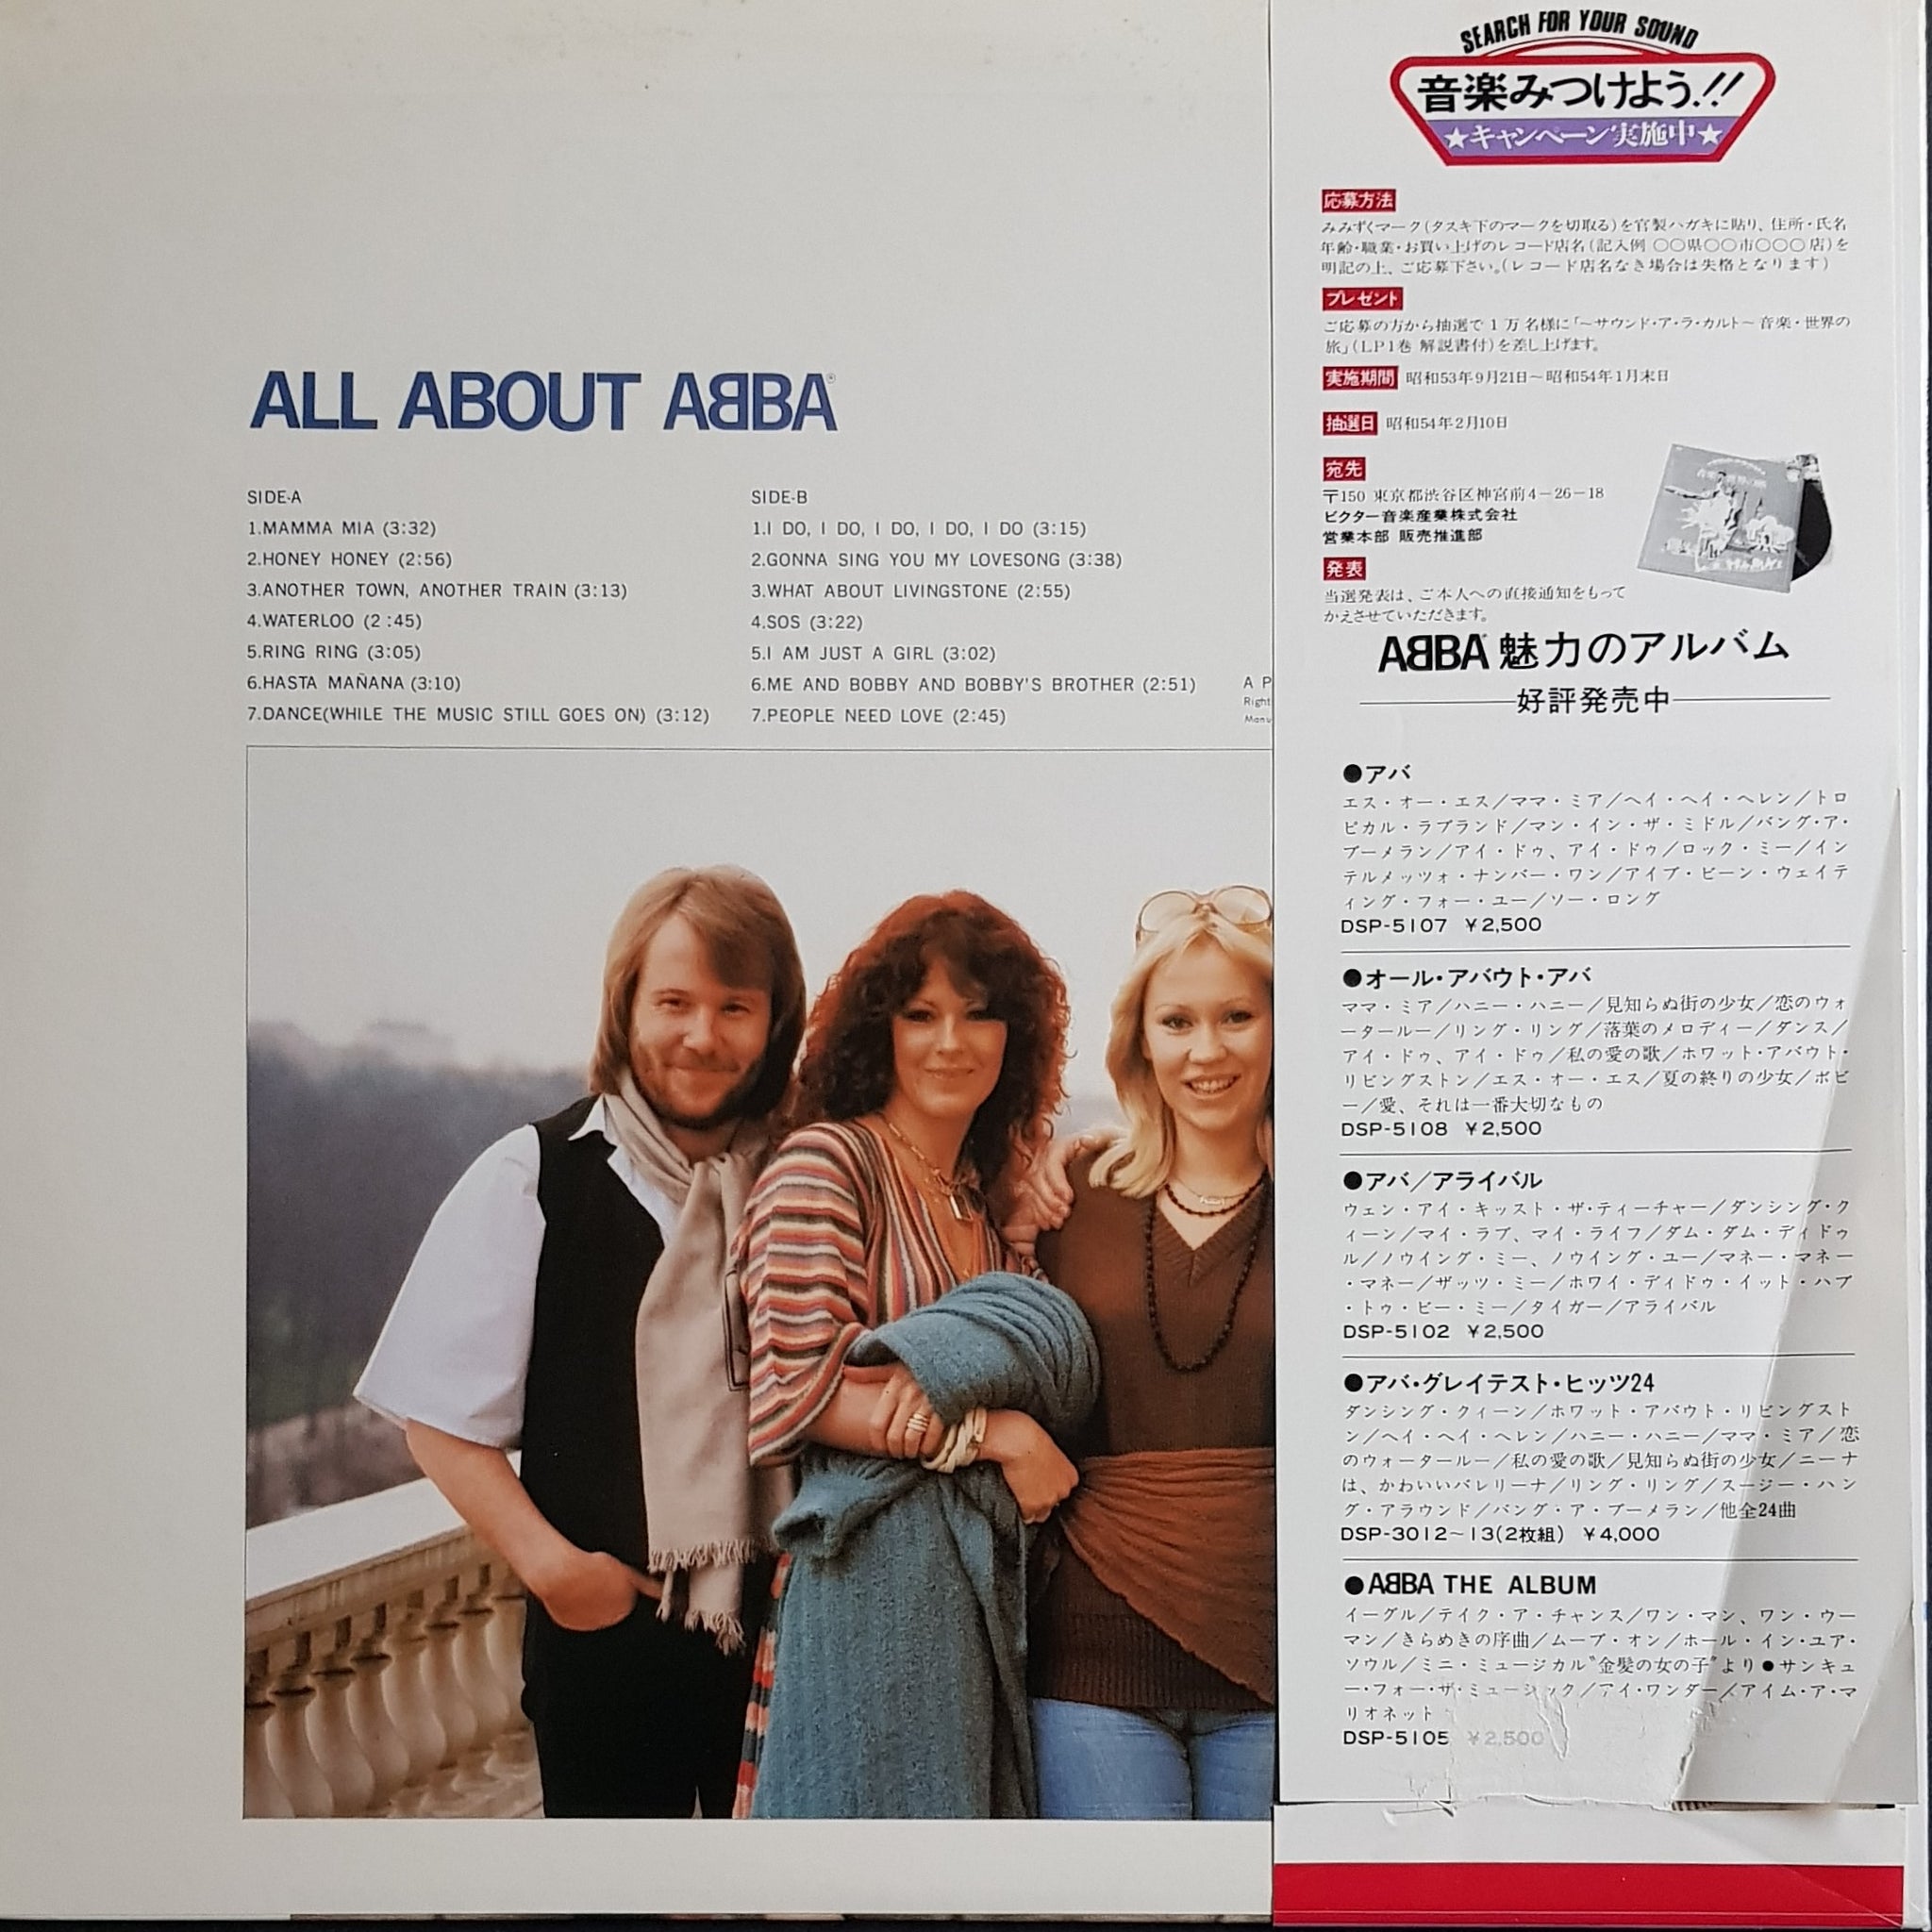 ALL ABOUT ABBA®
SIDE-A
1.MAMMA MIA (3:32)
2.HONEY HONEY (2:56)
3.ANOTHER TOWN, ANOTHER TRAIN (3:13)
4.WATERLOO (2:45)
5.RING RING (3:05)
6.HASTA MAÑANA (3:10)
7.DANCE(WHILE THE MUSIC STILL GOES ON) (3:12)
SIDE-B
1.I DO, I DO, I DO, I DO, I DO (3:15)
2.GONNA SING YOU MY LOVESONG (3:38)
3.WHAT ABOUT LIVINGSTONE (2:55)
4.SOS (3:22)
5.I AM JUST A GIRL (3:02)
6.ME AND BOBBY AND BOBBY'S BROTHER (2:51)
7.PEOPLE NEED LOVE (2:45)
A P
Right
Manu
SEARCH FOR YOUR SOUND
音楽みつけよう.!!
★キャンペーン実施中★
応募方法
みみずくマーク(タスキ下のマークを切取る)を官製ハガキに貼り、住所・氏名
年齢・職業・お買い上げのレコード店名(記入例 〇〇県〇〇市〇〇〇店)を
明記の上、ご応募下さい。(レコード店名なき場合は失格となります)
プレゼント
ご応募の方から抽選で1万名様に「～サウンド・ア・ラ・カルト～音楽・世界の
旅」(LP1巻 解説書付)を差し上げます。
実施期間 昭和53年9月21日～昭和54年1月末日
抽選日 昭和54年2月10日
宛先
〒150 東京都渋谷区神宮前4-26-18
ビクター音楽産業株式会社
営業本部 販売推進部
発表
当選発表は、ご本人への直接通知をもって
かえさせていただきます。
ABBA 魅力のアルバム
好評発売中
●アバ
エス・オー・エス/ママ・ミア/ヘイ・ヘイ・ヘレン/トロ
ピカル・ラブランド/マン・イン・ザ・ミドル/バング・ア・
ブーメラン/アイ・ドゥ、アイ・ドゥ/ロック・ミー/イン
テルメッツォ・ナンバー・ワン/アイブ・ビーン・ウェイテ
ィング・フォー・ユー/ソー・ロング
DSP-5107 ¥2,500
●オール・アバウト・アバ
ママ・ミア/ハニー・ハニー/見知らぬ街の少女/恋のウォ
ータールー/リング・リング/落葉のメロディー/ダンス/
アイ・ドゥ、アイ・ドゥ/私の愛の歌/ホワット・アバウト・
リビングストン/エス・オー・エス/夏の終りの少女/ボビ
ー/愛、それは一番大切なもの
DSP-5108 ¥2,500
●アバ/アライバル
ウェン・アイ・キッスト・ザ・ティーチャー/ダンシング・ク
ィーン/マイ・ラブ、マイ・ライフ/ダム・ダム・ディドゥ
ル/ノウイング・ミー、ノウイング・ユー/マネー・マネー
・マネー/ザッツ・ミー/ホワイ・ディドゥ・イット・ハブ
・トゥ・ビー・ミー/タイガー/アライバル
DSP-5102 ¥2,500
●アバ・グレイテスト・ヒッツ24
ダンシング・クィーン/ホワット・アバウト・リビングスト
ン/ヘイ・ヘイ・ヘレン/ハニー・ハニー/ママ・ミア/恋
のウォータールー/私の愛の歌/見知らぬ街の少女/ニーナ
は、かわいいバレリーナ/リング・リング/スージー・ハン
グ・アラウンド/バング・ア・ブーメラン/他全24曲
DSP-3012～13(2枚組) ¥4,000
●ABBA THE ALBUM
イーグル/テイク・ア・チャンス/ワン・マン、ワン・ウー
マン/きらめきの序曲/ムーブ・オン/ホール・イン・ユア・
ソウル/ミニ・ミュージカル"金髪の女の子"より●サンキュ
ー・フォー・ザ・ミュージック/アイ・ワンダー/アイム・ア・マ
リオネット
DSP-5105 ¥2,500